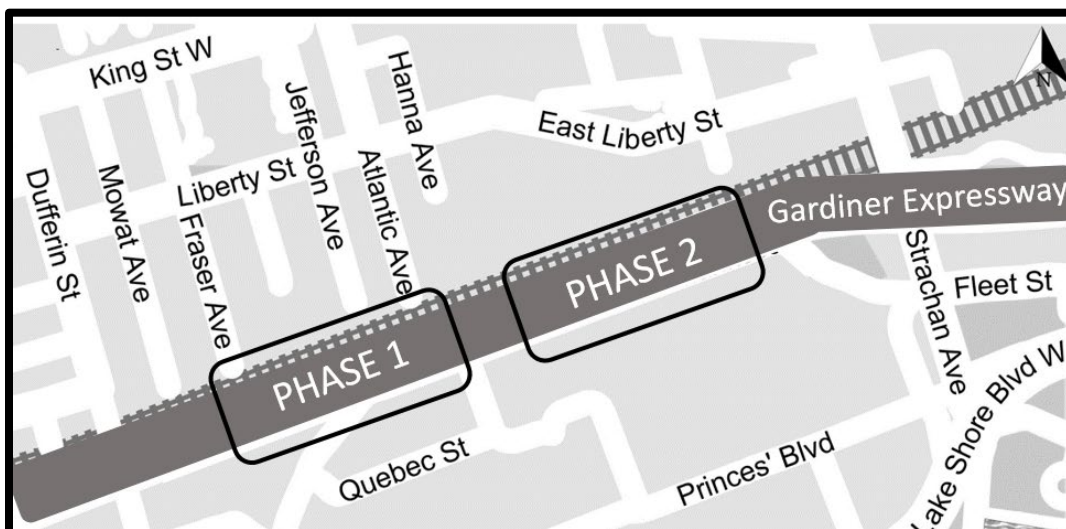 King St W
Hanna Ave
Jefferson Ave
East Liberty St
Dufferin St
Mowat Ave
Liberty St
Fraser Ave
Atlantic Ave
N
Gardiner Expressway
PHASE 2
PHASE 1
Strachan Ave
Fleet St
Quebec St
Princes' Blvd
Lake Shore Blvd W